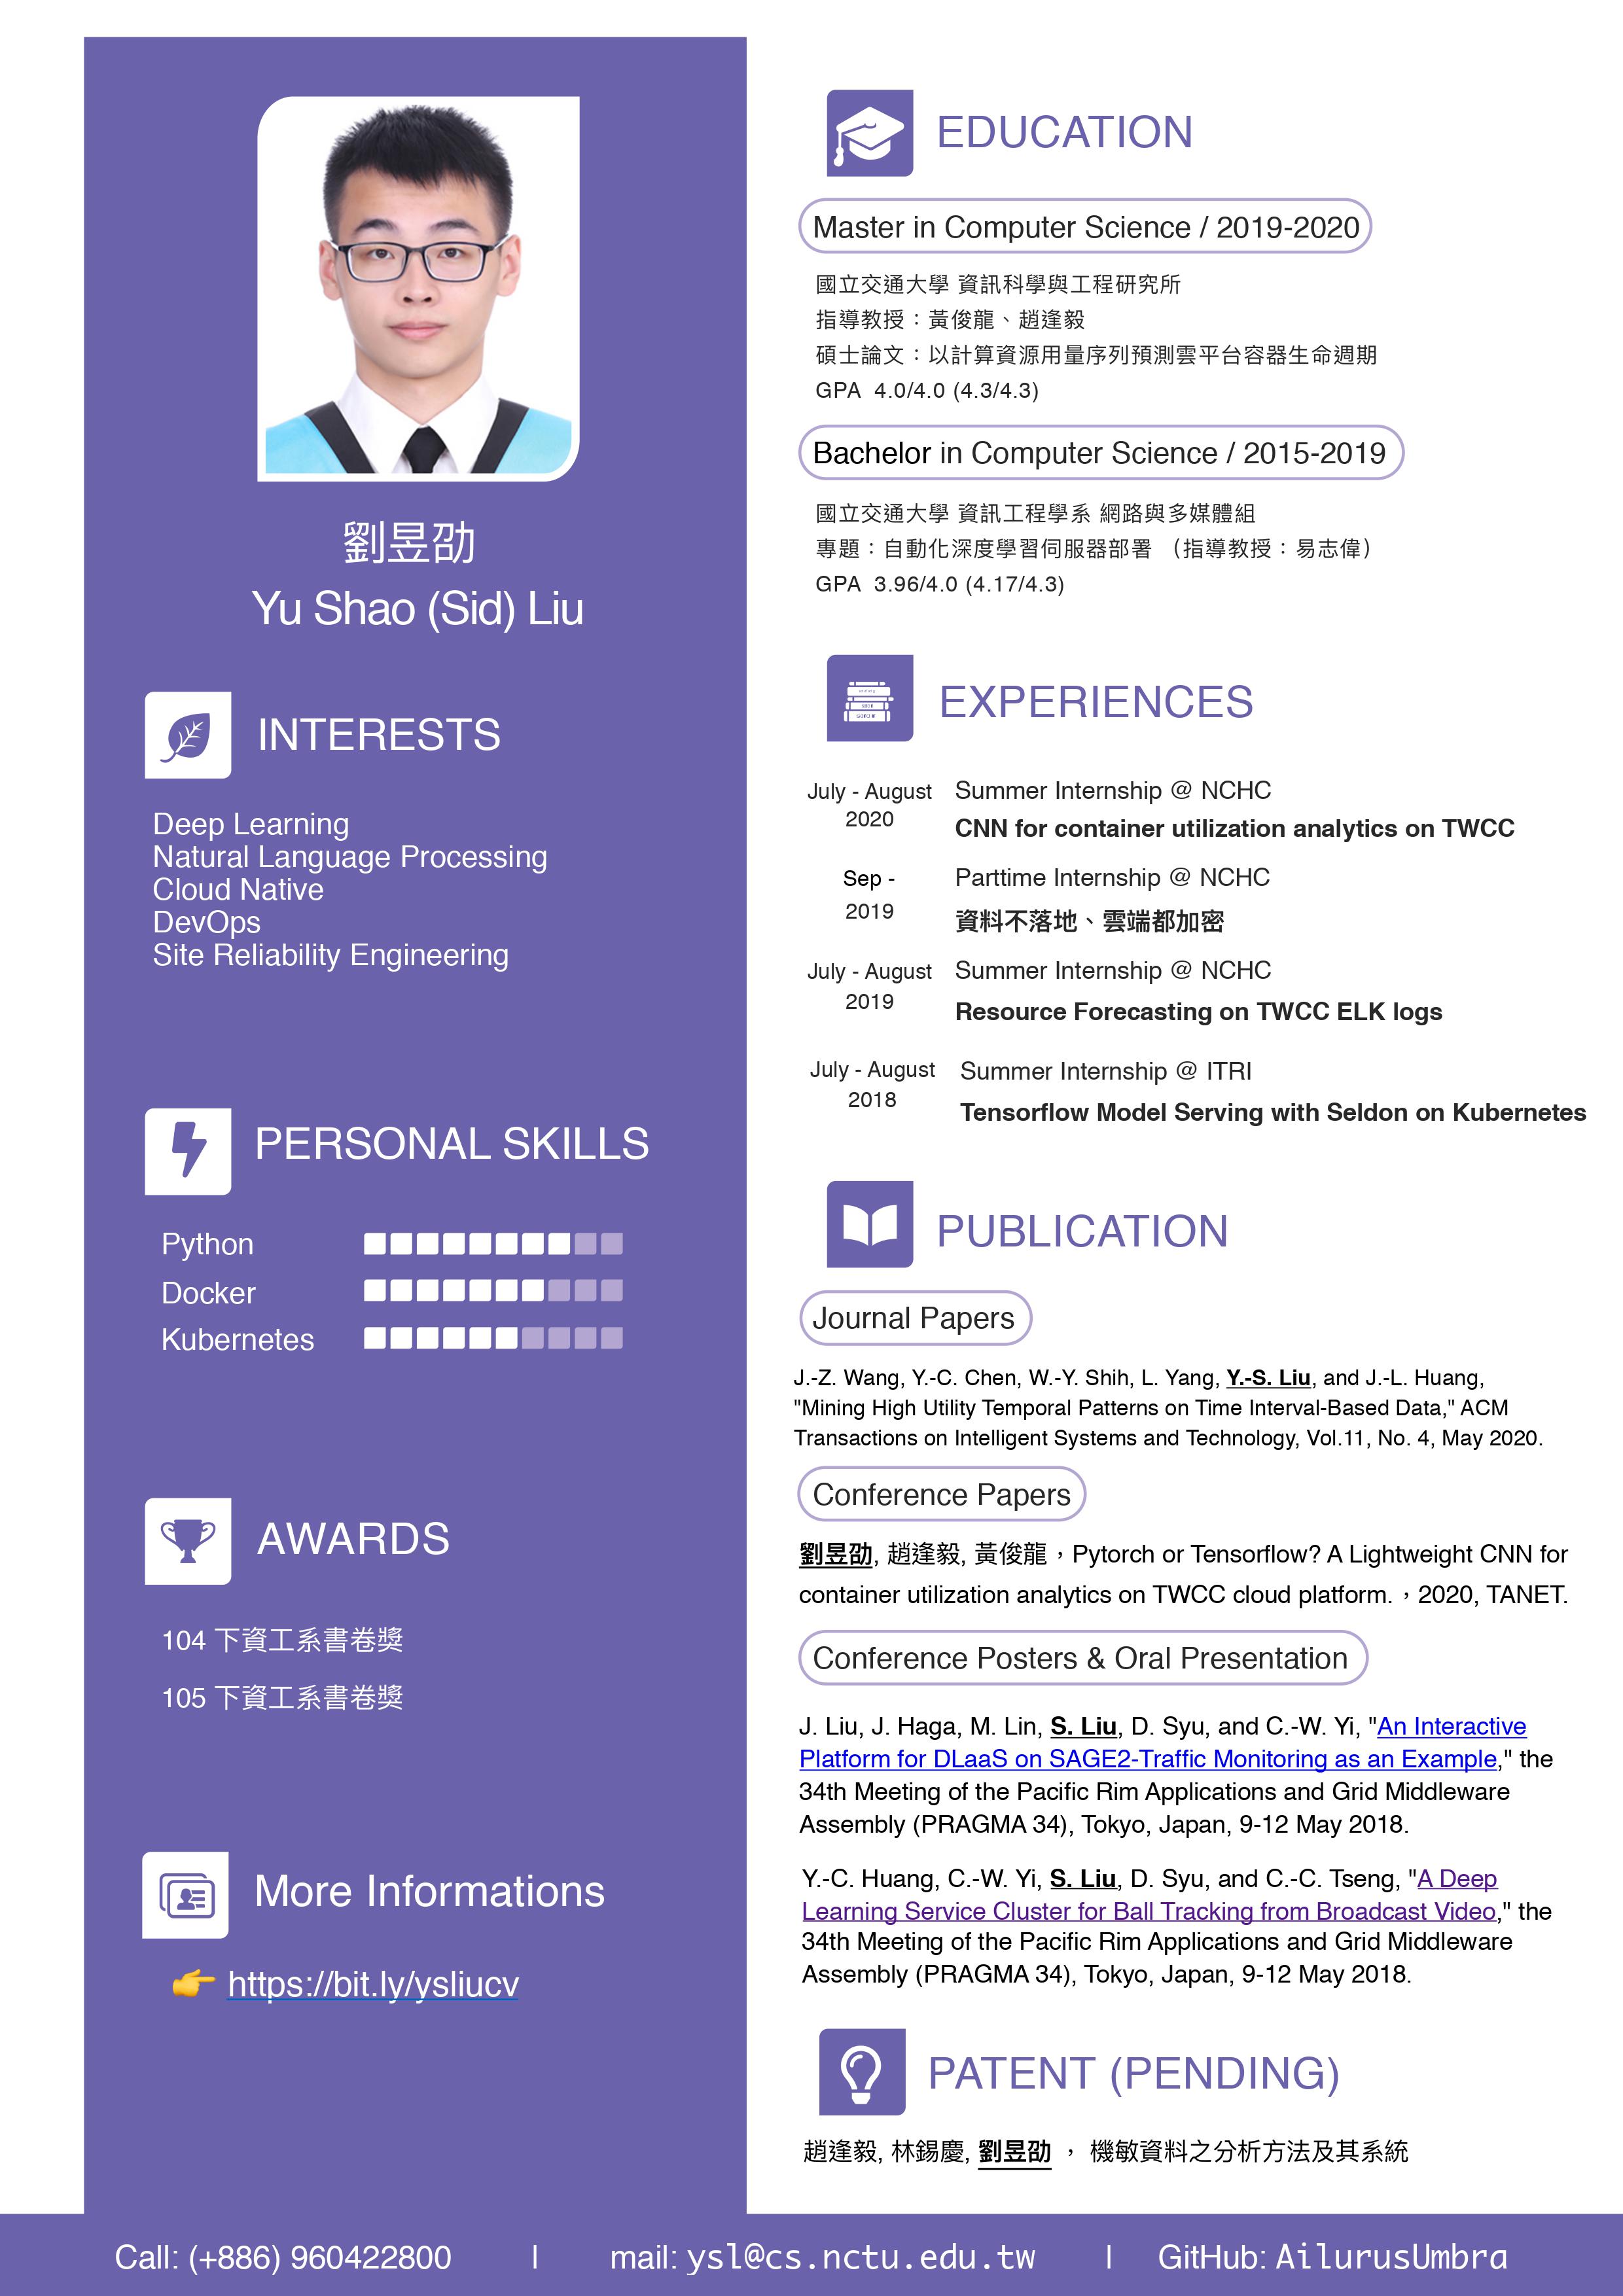 劉昱劭
Yu Shao (Sid) Liu
INTERESTS
Deep Learning
Natural Language Processing
Cloud Native
DevOps
Site Reliability Engineering
PERSONAL SKILLS
Python
Docker
Kubernetes
AWARDS
104 下資工系書卷獎
105 下資工系書卷獎
More Informations
👉 https://bit.ly/ysliucv
EDUCATION
Master in Computer Science / 2019-2020
國立交通大學 資訊科學與工程研究所
指導教授：黃俊龍、趙逢毅
碩士論文：以計算資源用量序列預測雲平台容器生命週期
GPA 4.0/4.0 (4.3/4.3)
Bachelor in Computer Science / 2015-2019
國立交通大學 資訊工程學系 網路與多媒體組
專題：自動化深度學習伺服器部署 （指導教授：易志偉）
GPA 3.96/4.0 (4.17/4.3)
EXPERIENCES
July - August
2020
Summer Internship @ NCHC
CNN for container utilization analytics on TWCC
Sep -
2019
Parttime Internship @ NCHC
資料不落地、雲端都加密
July - August
2019
Summer Internship @ NCHC
Resource Forecasting on TWCC ELK logs
July - August
2018
Summer Internship @ ITRI
Tensorflow Model Serving with Seldon on Kubernetes
PUBLICATION
Journal Papers
J.-Z. Wang, Y.-C. Chen, W.-Y. Shih, L. Yang, Y.-S. Liu, and J.-L. Huang,
"Mining High Utility Temporal Patterns on Time Interval-Based Data," ACM
Transactions on Intelligent Systems and Technology, Vol.11, No. 4, May 2020.
Conference Papers
劉昱劭, 趙逢毅, 黃俊龍，Pytorch or Tensorflow? A Lightweight CNN for
container utilization analytics on TWCC cloud platform.，2020, TANET.
Conference Posters & Oral Presentation
J. Liu, J. Haga, M. Lin, S. Liu, D. Syu, and C.-W. Yi, "An Interactive
Platform for DLaaS on SAGE2-Traffic Monitoring as an Example," the
34th Meeting of the Pacific Rim Applications and Grid Middleware
Assembly (PRAGMA 34), Tokyo, Japan, 9-12 May 2018.
Y.-C. Huang, C.-W. Yi, S. Liu, D. Syu, and C.-C. Tseng, "A Deep
Learning Service Cluster for Ball Tracking from Broadcast Video," the
34th Meeting of the Pacific Rim Applications and Grid Middleware
Assembly (PRAGMA 34), Tokyo, Japan, 9-12 May 2018.
PATENT (PENDING)
趙逢毅, 林錫慶, 劉昱劭 ， 機敏資料之分析方法及其系統
Call: (+886) 960422800 | mail: ysl@cs.nctu.edu.tw | GitHub: AilurusUmbra